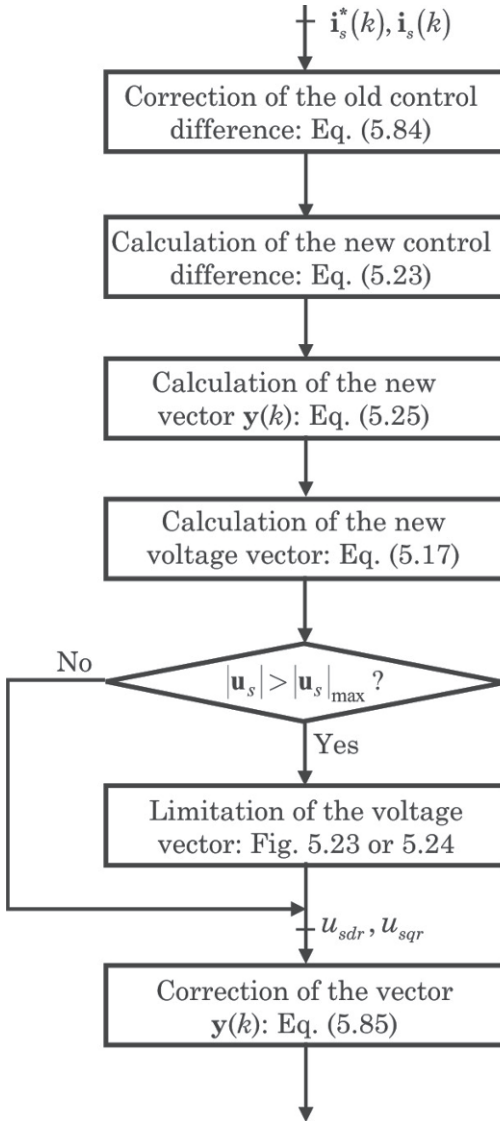 i*ₛ(k), iₛ(k)
Correction of the old control
difference: Eq. (5.84)
Calculation of the new control
difference: Eq. (5.23)
Calculation of the new
vector y(k): Eq. (5.25)
Calculation of the new
voltage vector: Eq. (5.17)
No
|uₛ| > |uₛ|max ?
Yes
Limitation of the voltage
vector: Fig. 5.23 or 5.24
usdr, usqr
Correction of the vector
y(k): Eq. (5.85)